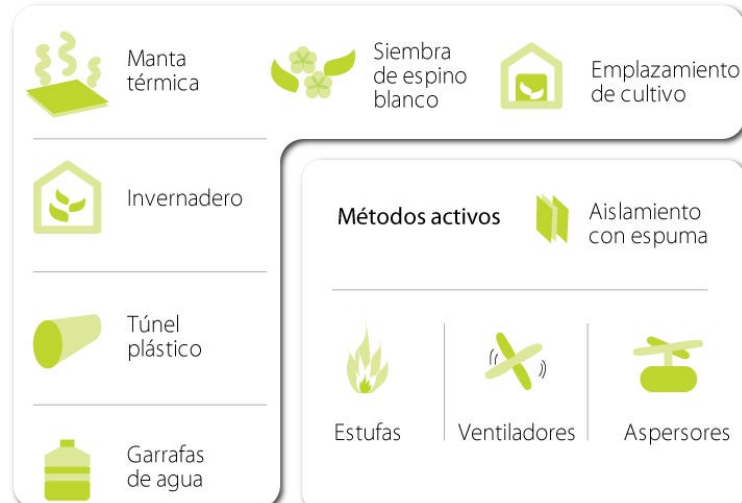 Manta
térmica
Siembra
de espino
blanco
Emplazamiento
de cultivo
Invernadero
Túnel
plástico
Garrafas
de agua
Métodos activos
Aislamiento
con espuma
Estufas
Ventiladores
Aspersores